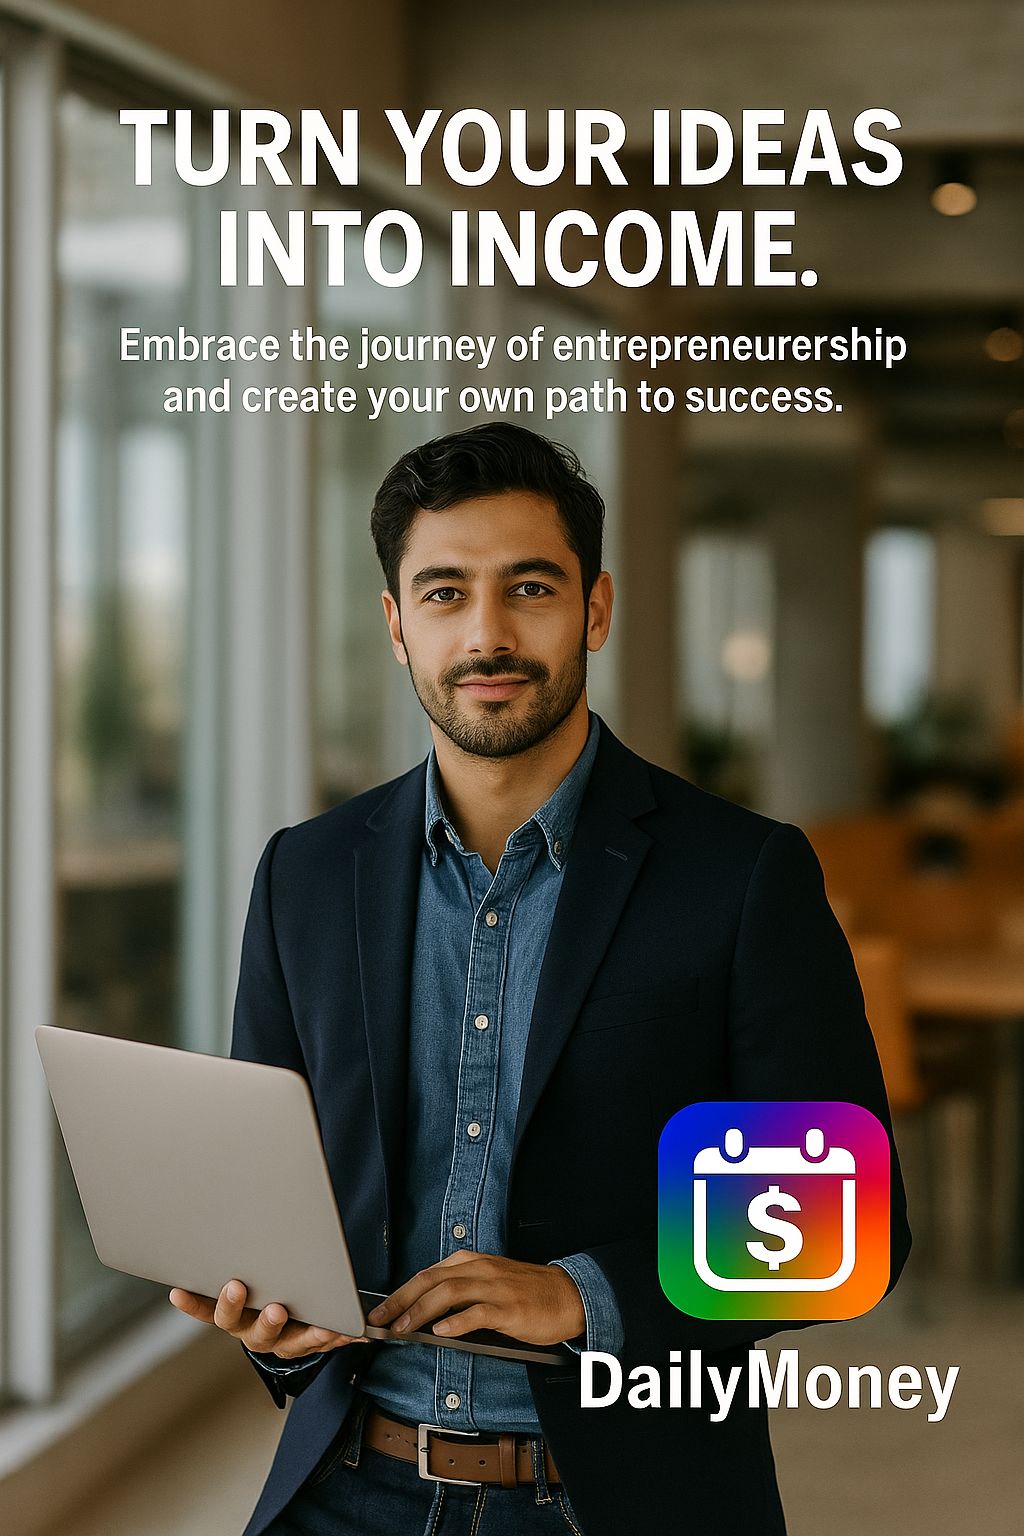 TURN YOUR IDEAS
INTO INCOME.
Embrace the journey of entrepreneurership
and create your own path to success.
$
DailyMoney